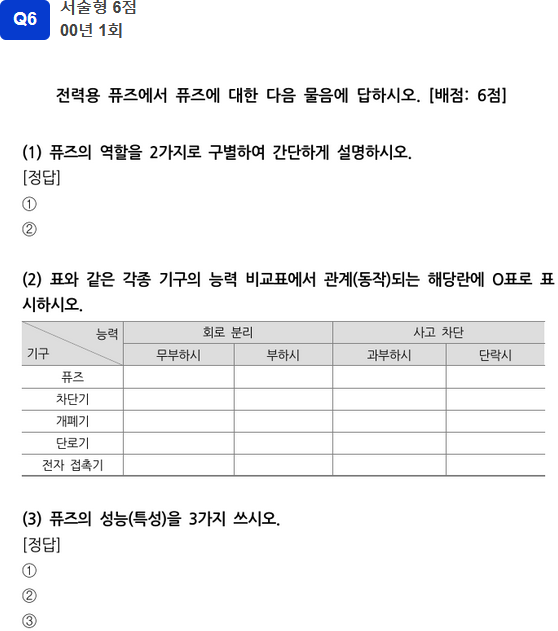 Q6
서술형 6점
00년 1회
전력용 퓨즈에서 퓨즈에 대한 다음 물음에 답하시오. [배점: 6점]
(1) 퓨즈의 역할을 2가지로 구별하여 간단하게 설명하시오.
[정답]
①
②
(2) 표와 같은 각종 기구의 능력 비교표에서 관계(동작)되는 해당란에 O표로 표
시하시오.
능력 회로 분리 사고 차단
기구 무부하시 부하시 과부하시 단락시
퓨즈
차단기
개폐기
단로기
전자 접촉기
(3) 퓨즈의 성능(특성)을 3가지 쓰시오.
[정답]
①
②
③